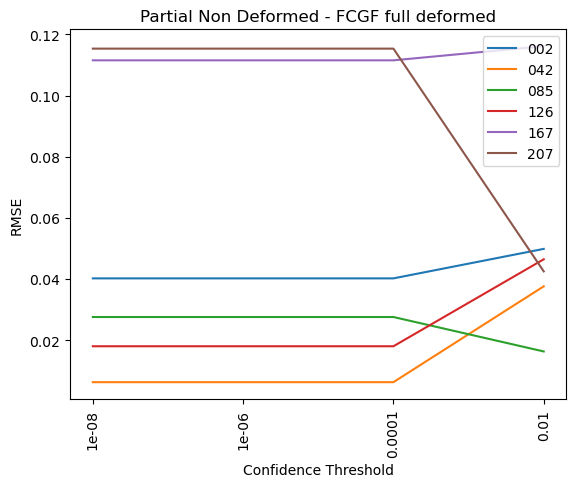 Partial Non Deformed - FCGF full deformed
0.12
0.10
0.08
0.06
0.04
0.02
RMSE
002
042
085
126
167
207
1e-08
1e-06
0.0001
0.01
Confidence Threshold